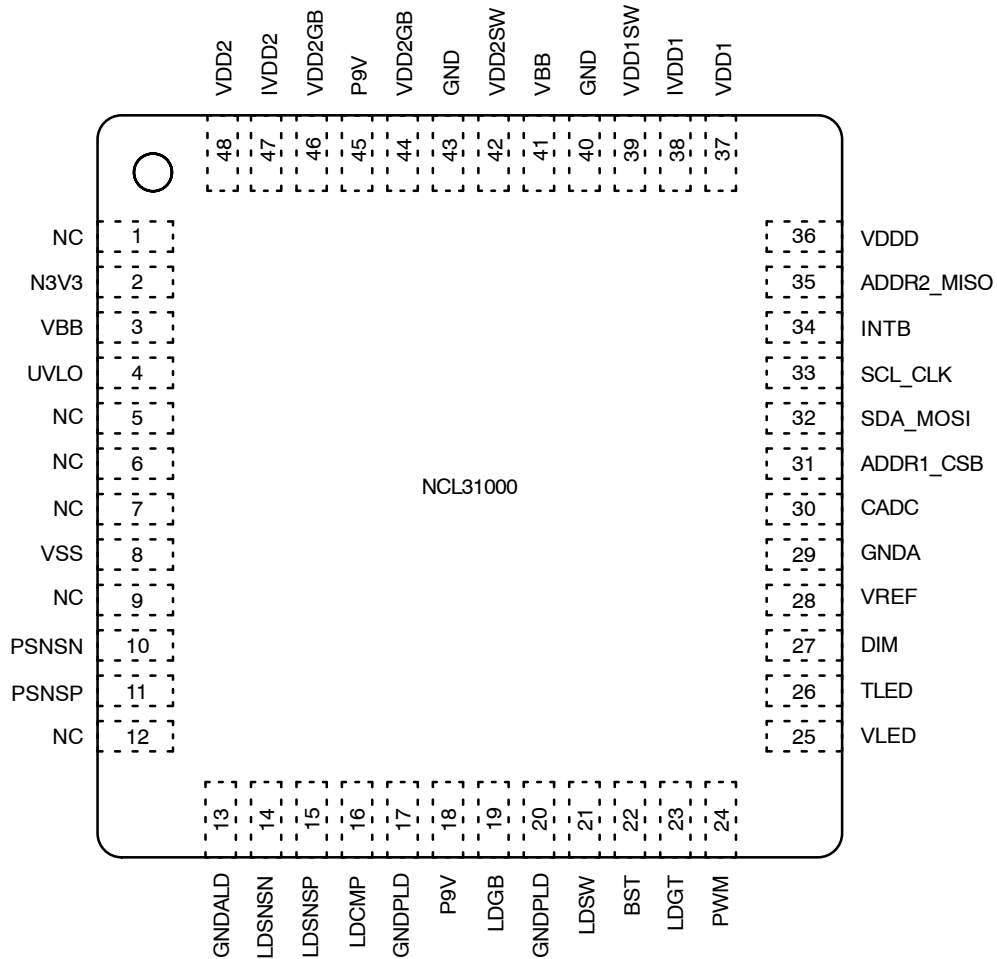 VDD2
IVDD2
VDD2GB
P9V
VDD2GB
GND
VDD2SW
VBB
GND
VDD1SW
IVDD1
VDD1
48
47
46
45
44
43
42
41
40
39
38
37
NC 1
N3V3 2
VBB 3
UVLO 4
NC 5
NC 6
NC 7
VSS 8
NC 9
PSNSN 10
PSNSP 11
NC 12
NCL31000
36 VDDD
35 ADDR2_MISO
34 INTB
33 SCL_CLK
32 SDA_MOSI
31 ADDR1_CSB
30 CADC
29 GNDA
28 VREF
27 DIM
26 TLED
25 VLED
13
14
15
16
17
18
19
20
21
22
23
24
GNDALD
LDSNSN
LDSNSP
LDCMP
GNDPLD
P9V
LDGB
GNDPLD
LDSW
BST
LDGT
PWM